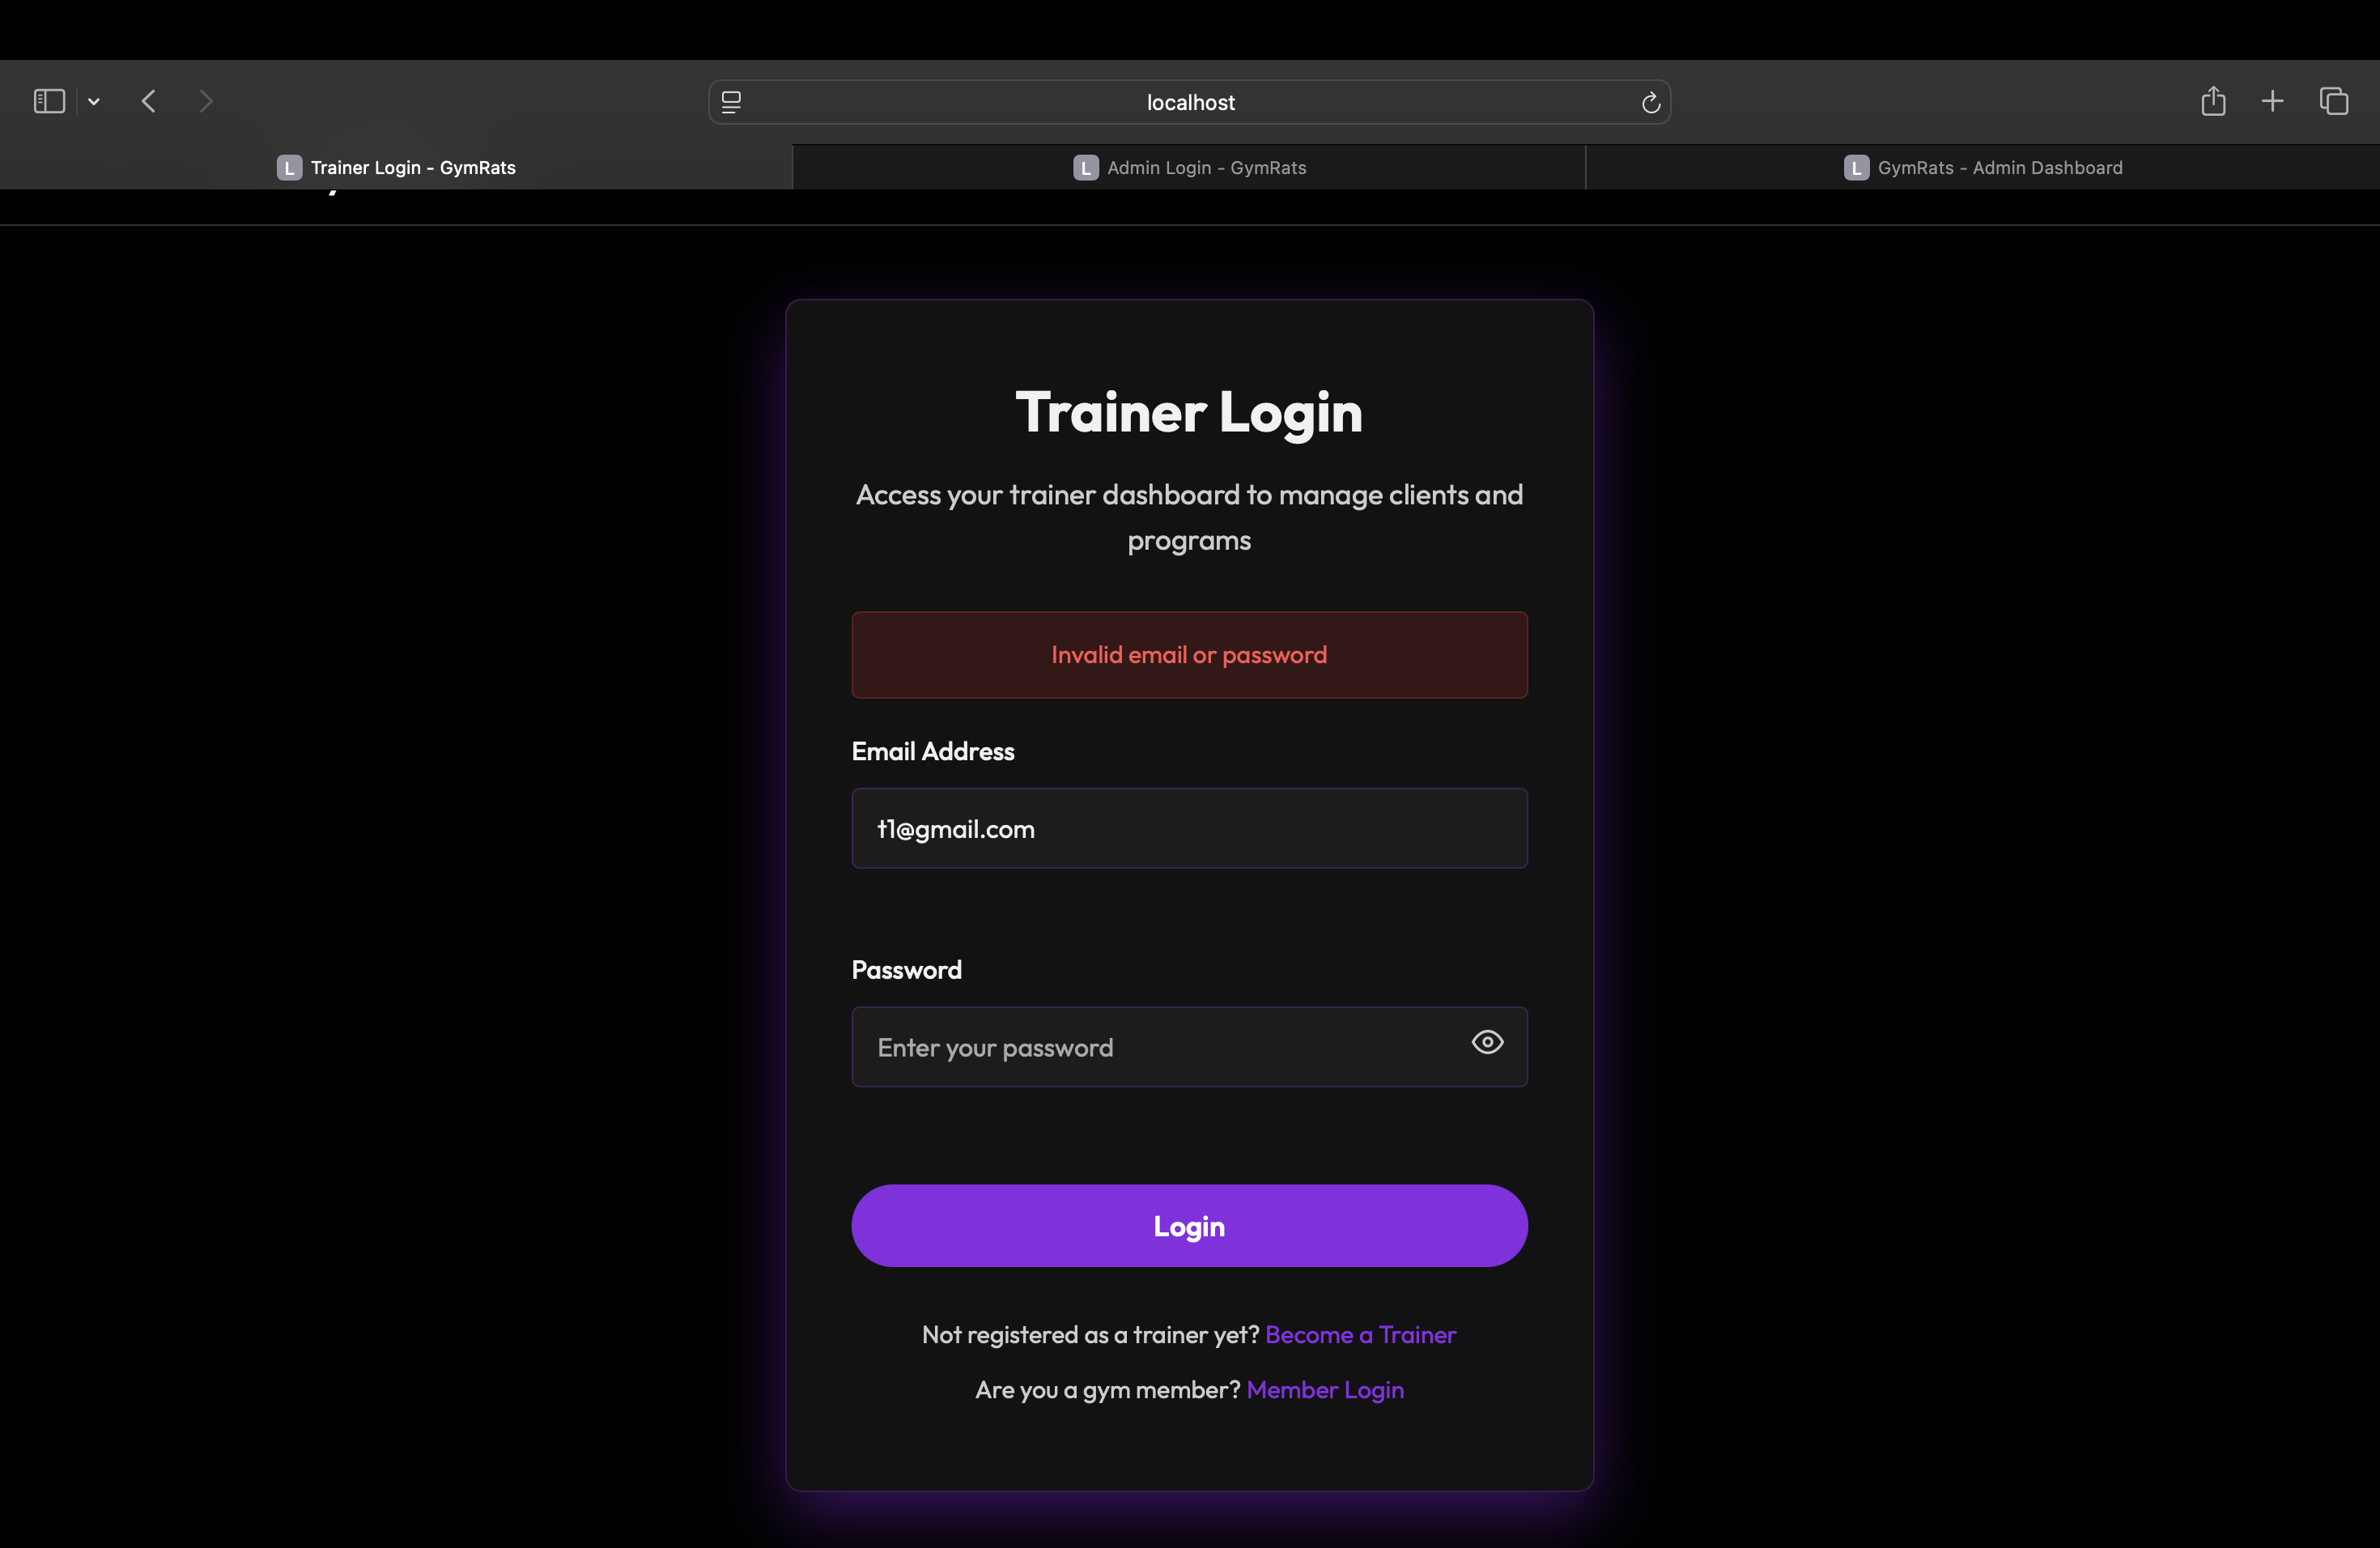 localhost
L Trainer Login - GymRats
L Admin Login - GymRats
L GymRats - Admin Dashboard
Trainer Login
Access your trainer dashboard to manage clients and
programs
Invalid email or password
Email Address
t1@gmail.com
Password
Enter your password
Login
Not registered as a trainer yet? Become a Trainer
Are you a gym member? Member Login